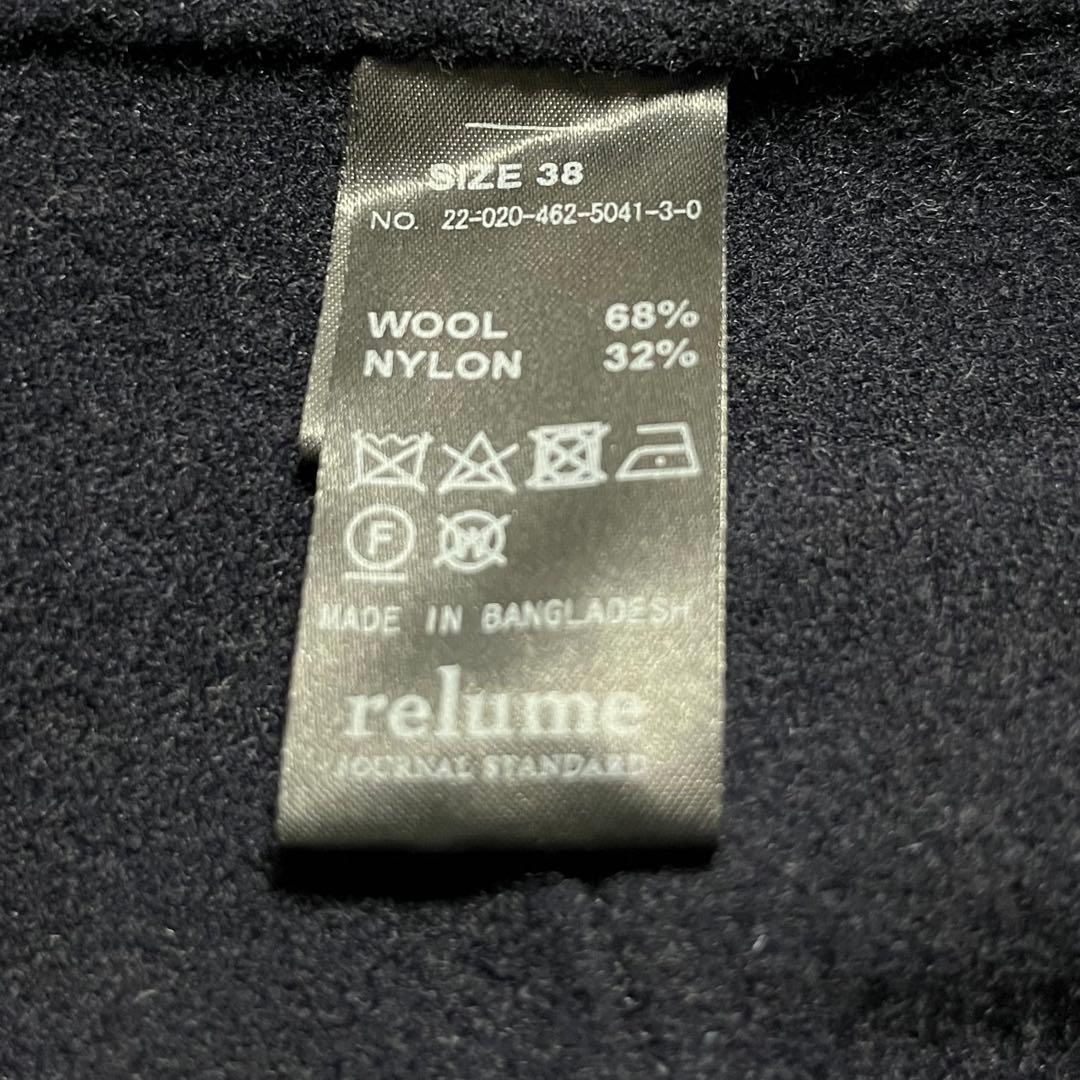 SIZE 38
NO. 22-020-462-5041-3-0
WOOL 68%
NYLON 32%
F W
MADE IN BANGLADESH
relume
JOURNAL STANDARD